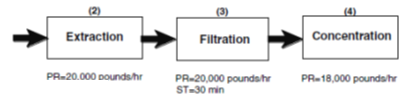 (2) (3) (4)
Extraction Filtration Concentration
PR=20.000 pounds/hr PR=20,000 pounds/hr PR=18,000 pounds/hr
ST=30 min